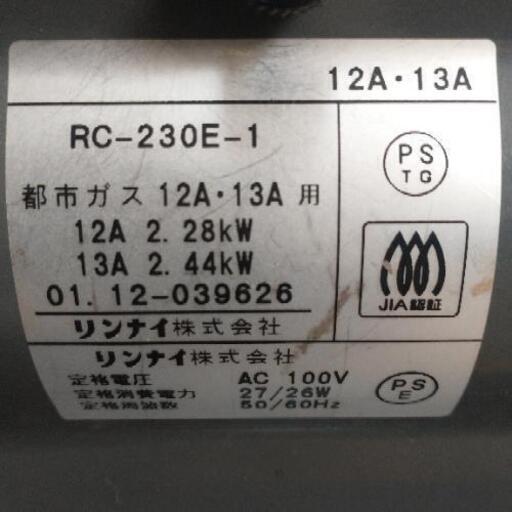 12A・13A
RC-230E-1
都市ガス 12A・13A 用
12A 2.28kW
13A 2.44kW
01.12-039626
リンナイ株式会社
PS
TG
JIA認証
リンナイ株式会社
定格電圧 AC 100V
定格消費電力 27/26W
定格周波数 50/60Hz
PS
E